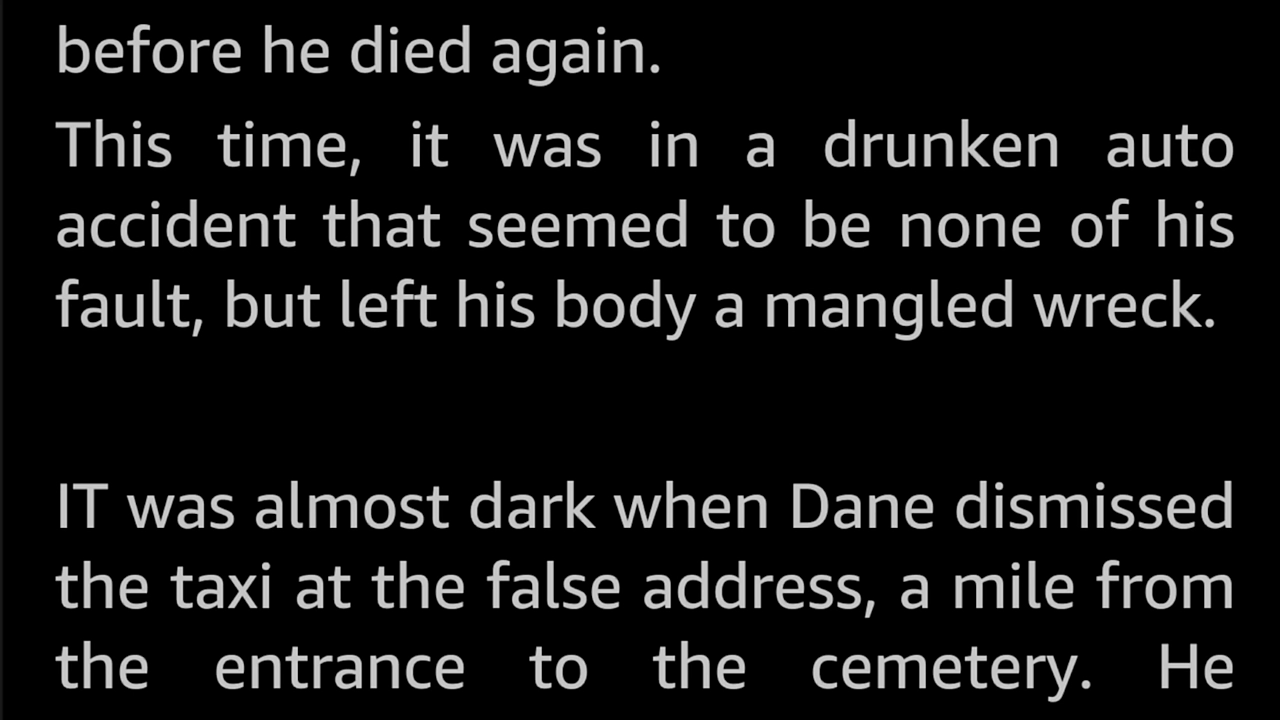 before he died again.
This time, it was in a drunken auto
accident that seemed to be none of his
fault, but left his body a mangled wreck.
IT was almost dark when Dane dismissed
the taxi at the false address, a mile from
the entrance to the cemetery. He